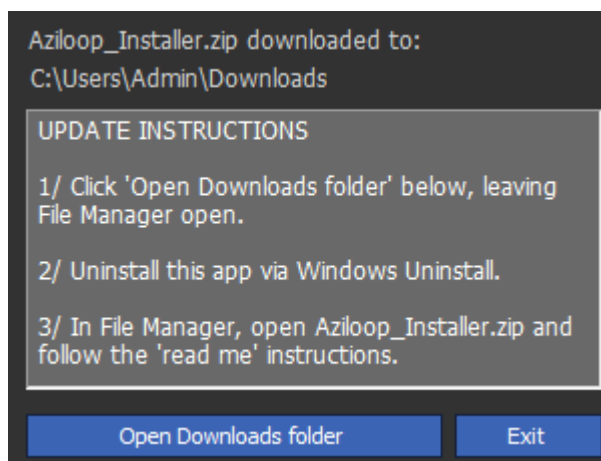 Aziloop_Installer.zip downloaded to:
C:\Users\Admin\Downloads
UPDATE INSTRUCTIONS
1/ Click 'Open Downloads folder' below, leaving
File Manager open.
2/ Uninstall this app via Windows Uninstall.
3/ In File Manager, open Aziloop_Installer.zip and
follow the 'read me' instructions.
Open Downloads folder
Exit